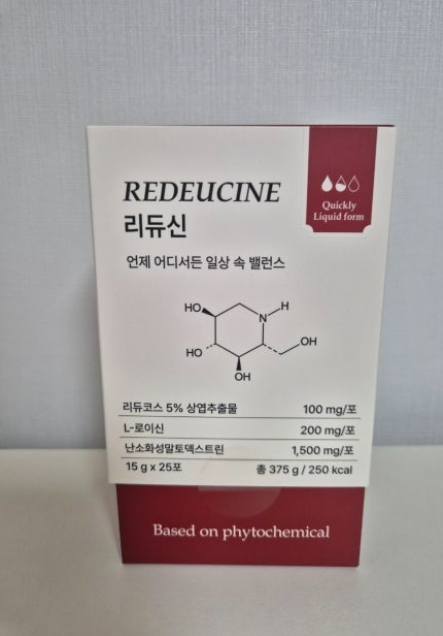 REDEUCINE
리듀신
Quickly
Liquid form
언제 어디서든 일상 속 밸런스
HO
N
H
HO
OH
OH
리듀코스 5% 상엽추출물 100 mg/포
L-로이신 200 mg/포
난소화성말토덱스트린 1,500 mg/포
15 g x 25포 총 375 g / 250 kcal
Based on phytochemical